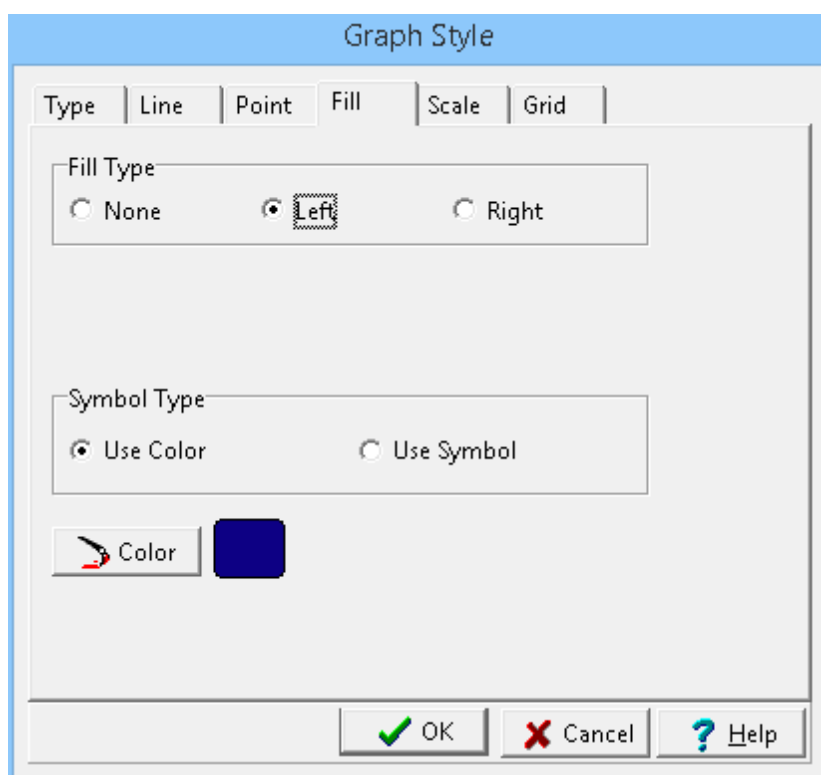 Graph Style
Type Line Point Fill Scale Grid
Fill Type
None Left Right
Symbol Type
Use Color Use Symbol
Color
OK Cancel ? Help